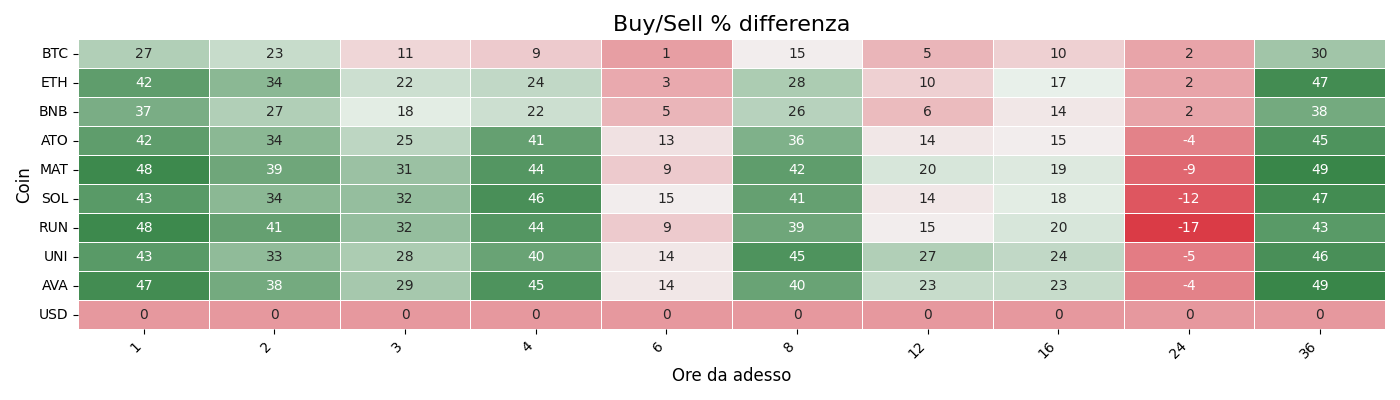 Buy/Sell % differenza
Coin
BTC 27 23 11 9 1 15 5 10 2 30
ETH 42 34 22 24 3 28 10 17 2 47
BNB 37 27 18 22 5 26 6 14 2 38
ATO 42 34 25 41 13 36 14 15 -4 45
MAT 48 39 31 44 9 42 20 19 -9 49
SOL 43 34 32 46 15 41 14 18 -12 47
RUN 48 41 32 44 9 39 15 20 -17 43
UNI 43 33 28 40 14 45 27 24 -5 46
AVA 47 38 29 45 14 40 23 23 -4 49
USD 0 0 0 0 0 0 0 0 0 0
1 2 3 4 6 8 12 16 24 36
Ore da adesso